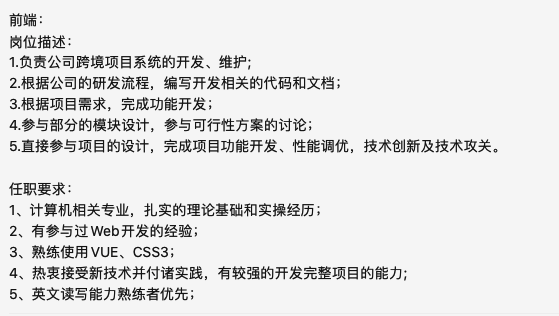 前端：
岗位描述：
1.负责公司跨境项目系统的开发、维护;
2.根据公司的研发流程，编写开发相关的代码和文档；
3.根据项目需求，完成功能开发；
4.参与部分的模块设计，参与可行性方案的讨论；
5.直接参与项目的设计，完成项目功能开发、性能调优，技术创新及技术攻关。
任职要求：
1、计算机相关专业，扎实的理论基础和实操经历；
2、有参与过Web开发的经验；
3、熟练使用VUE、CSS3；
4、热衷接受新技术并付诸实践，有较强的开发完整项目的能力;
5、英文读写能力熟练者优先；